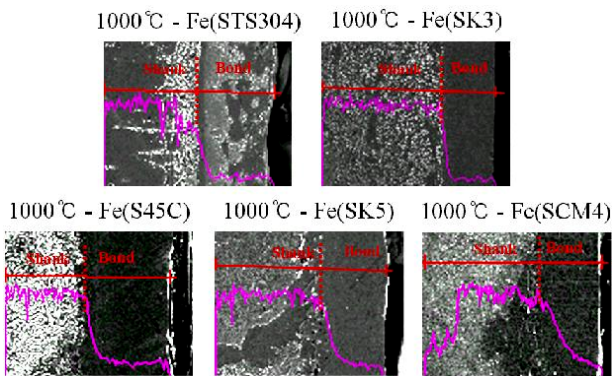 1000℃ - Fe(STS304)
1000℃ - Fe(SK3)
Shank Bond
Shank Bond
1000℃ - Fe(S45C)
1000℃ - Fe(SK5)
1000℃ - Fe(SCM4)
Shank Bond
Shank Bond
Shank Bond